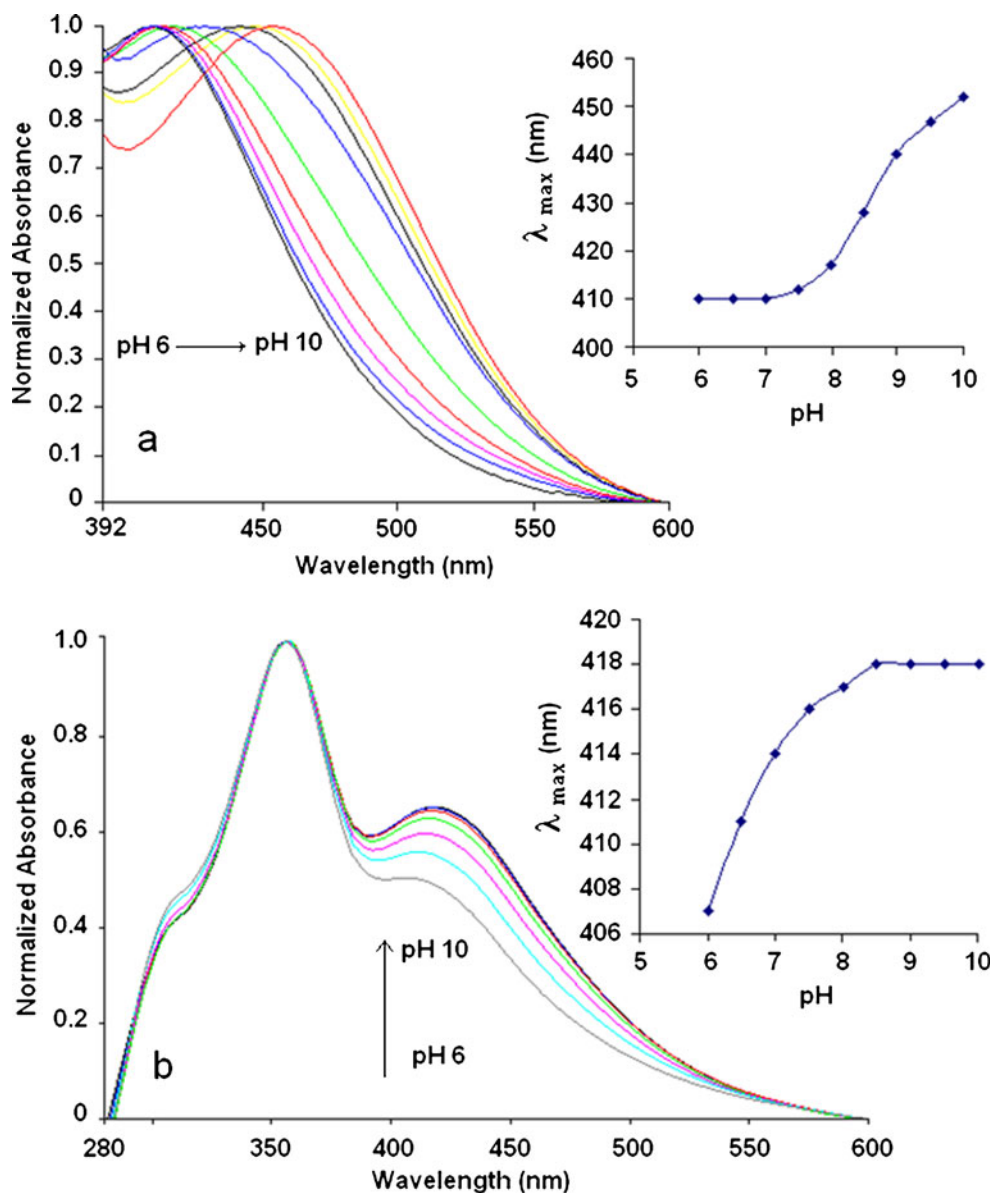 1.0
0.9
0.8
0.7
0.6
0.5
0.4
0.3
0.2
0.1
0
Normalized Absorbance
pH 6 pH 10
a
392 450 500 550 600
Wavelength (nm)
460
450
440
430
420
410
400
λ max (nm)
5 6 7 8 9 10
pH
1.0
0.8
0.6
0.4
0.2
0
Normalized Absorbance
pH 10
pH 6
b
280 350 400 450 500 550 600
Wavelength (nm)
420
418
416
414
412
410
408
406
λ max (nm)
5 6 7 8 9 10
pH